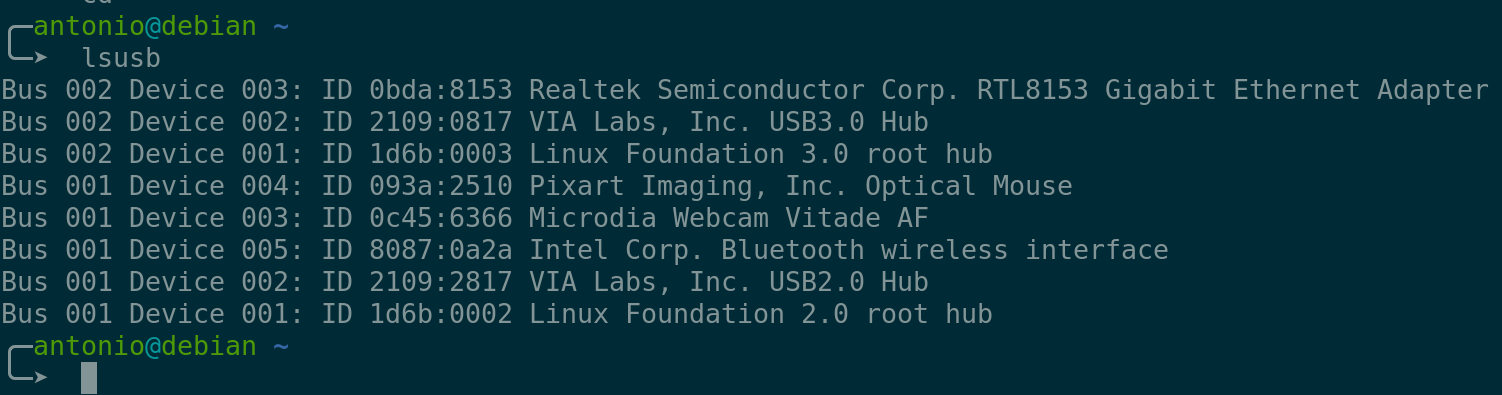 antonio@debian ~
➤ lsusb
Bus 002 Device 003: ID 0bda:8153 Realtek Semiconductor Corp. RTL8153 Gigabit Ethernet Adapter
Bus 002 Device 002: ID 2109:0817 VIA Labs, Inc. USB3.0 Hub
Bus 002 Device 001: ID 1d6b:0003 Linux Foundation 3.0 root hub
Bus 001 Device 004: ID 093a:2510 Pixart Imaging, Inc. Optical Mouse
Bus 001 Device 003: ID 0c45:6366 Microdia Webcam Vitade AF
Bus 001 Device 005: ID 8087:0a2a Intel Corp. Bluetooth wireless interface
Bus 001 Device 002: ID 2109:2817 VIA Labs, Inc. USB2.0 Hub
Bus 001 Device 001: ID 1d6b:0002 Linux Foundation 2.0 root hub
antonio@debian ~
➤